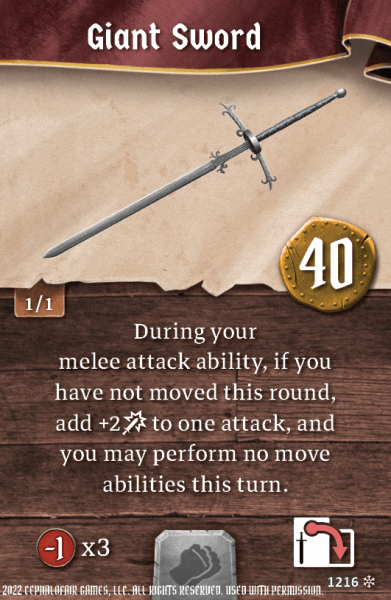 Giant Sword
40
1/1
During your
melee attack ability, if you
have not moved this round,
add +2 to one attack, and
you may perform no move
abilities this turn.
-1 x3
1216
2022 CEPHALOFAIR GAMES, LLC. ALL RIGHTS RESERVED. USED WITH PERMISSION.